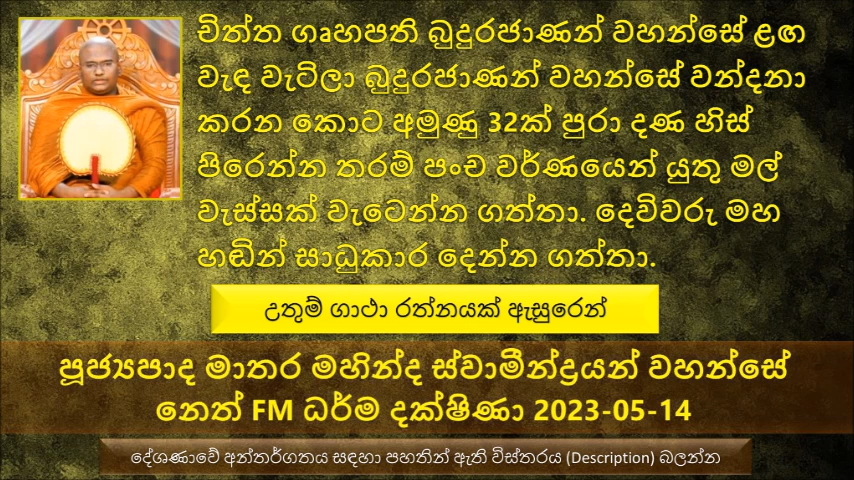 චිත්ත ගෘහපති බුදුරජාණන් වහන්සේ ළඟ
වැඳ වැටිලා බුදුරජාණන් වහන්සේ වන්දනා
කරන කොට අමුණු 32ක් පුරා දණ හිස්
පිරෙන්න තරම් පංච වර්ණයෙන් යුතු මල්
වැස්සක් වැටෙන්න ගත්තා. දෙවිවරු මහ
හඬින් සාධුකාර දෙන්න ගත්තා.
උතුම් ගාථා රත්නයක් ඇසුරෙන්
පූජ්‍යපාද මාතර මහින්ද ස්වාමීන්ද්‍රයන් වහන්සේ
නෙත් FM ධර්ම දක්ෂිණා 2023-05-14
දේශණාවේ අන්තර්ගතය සඳහා පහතින් ඇති විස්තරය (Description) බලන්න